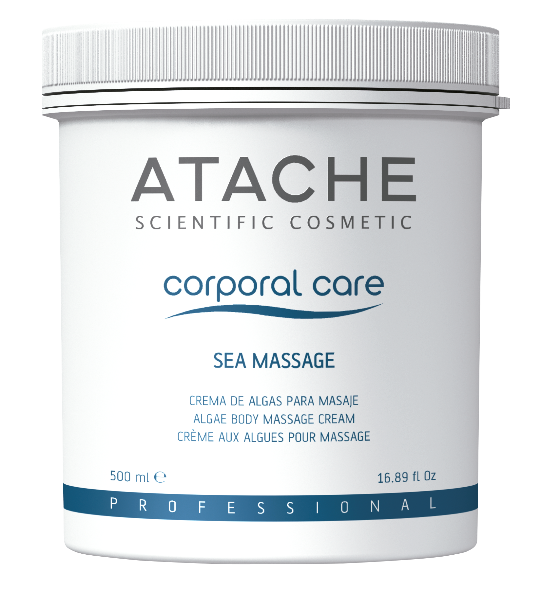 ATACHE
SCIENTIFIC COSMETIC
corporal care
SEA MASSAGE
CREMA DE ALGAS PARA MASAJE
ALGAE BODY MASSAGE CREAM
CRÈME AUX ALGUES POUR MASSAGE
500 ml ℮ 16.89 fl Oz
PROFESSIONAL